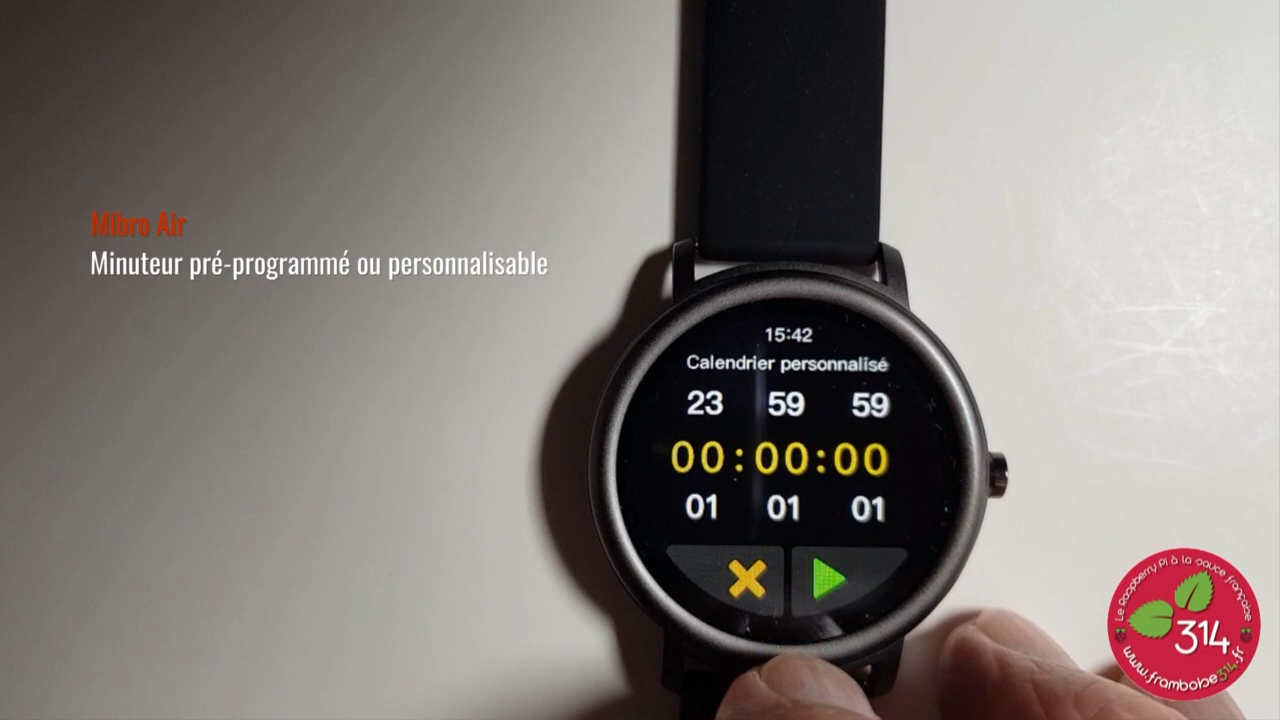 Mibro Air
Minuteur pré-programmé ou personnalisable
15:42
Calendrier personnalisé
23 59 59
00:00:00
01 01 01
Le Raspberry Pi à la sauce française
314
www.framboise314.fr